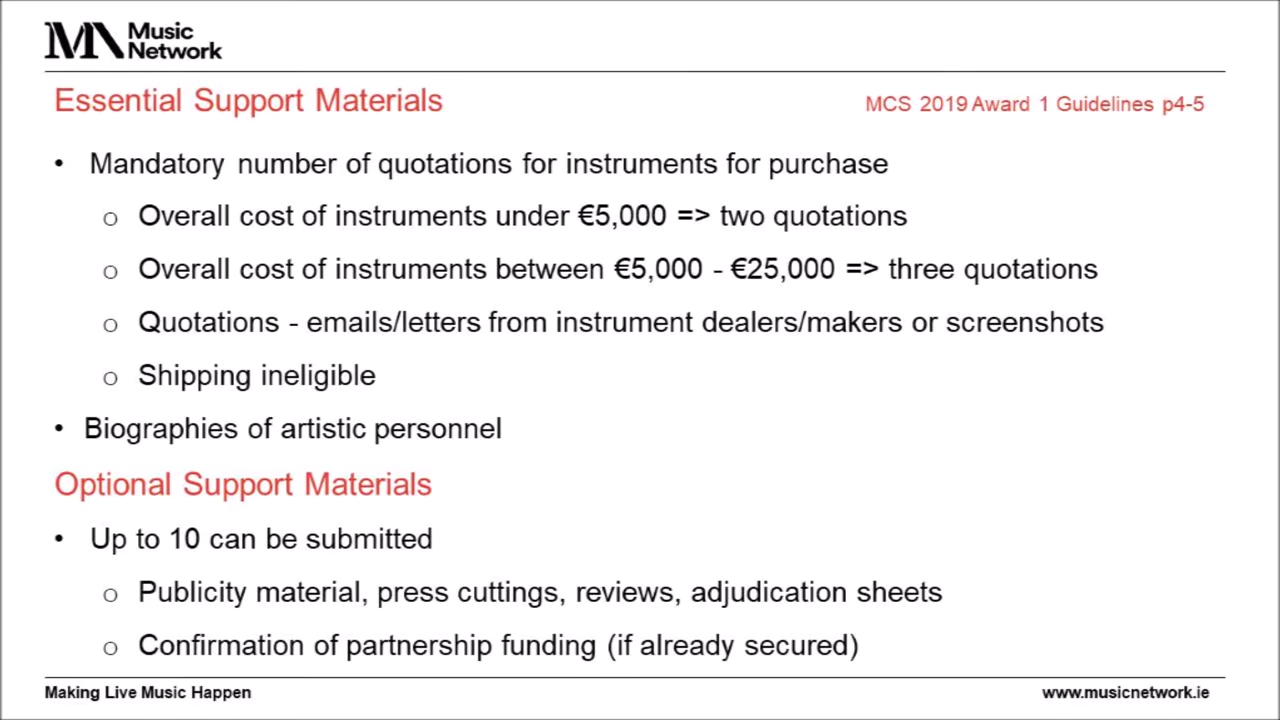 Music
Network
Essential Support Materials
MCS 2019 Award 1 Guidelines p4-5
• Mandatory number of quotations for instruments for purchase
o Overall cost of instruments under €5,000 => two quotations
o Overall cost of instruments between €5,000 - €25,000 => three quotations
o Quotations - emails/letters from instrument dealers/makers or screenshots
o Shipping ineligible
• Biographies of artistic personnel
Optional Support Materials
• Up to 10 can be submitted
o Publicity material, press cuttings, reviews, adjudication sheets
o Confirmation of partnership funding (if already secured)
Making Live Music Happen
www.musicnetwork.ie